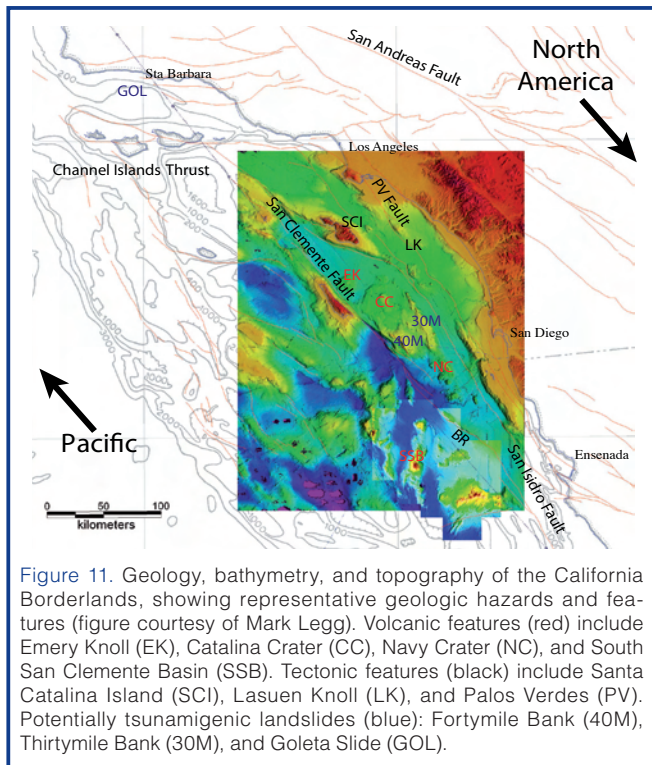 North
America
San Andreas Fault
Sta Barbara
GOL
Los Angeles
Channel Islands Thrust
PV Fault
SCI
San Clemente Fault
LK
EK
CC
30M
40M
San Diego
NC
Pacific
BR
SSB
San Isidro Fault
Ensenada
0 50 100
kilometers
Figure 11. Geology, bathymetry, and topography of the California
Borderlands, showing representative geologic hazards and fea-
tures (figure courtesy of Mark Legg). Volcanic features (red) include
Emery Knoll (EK), Catalina Crater (CC), Navy Crater (NC), and South
San Clemente Basin (SSB). Tectonic features (black) include Santa
Catalina Island (SCI), Lasuen Knoll (LK), and Palos Verdes (PV).
Potentially tsunamigenic landslides (blue): Fortymile Bank (40M),
Thirtymile Bank (30M), and Goleta Slide (GOL).